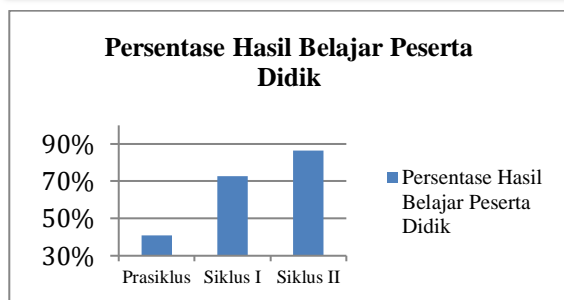 Persentase Hasil Belajar Peserta
Didik
90%
70%
50%
30%
Prasiklus Siklus I Siklus II
Persentase Hasil
Belajar Peserta
Didik